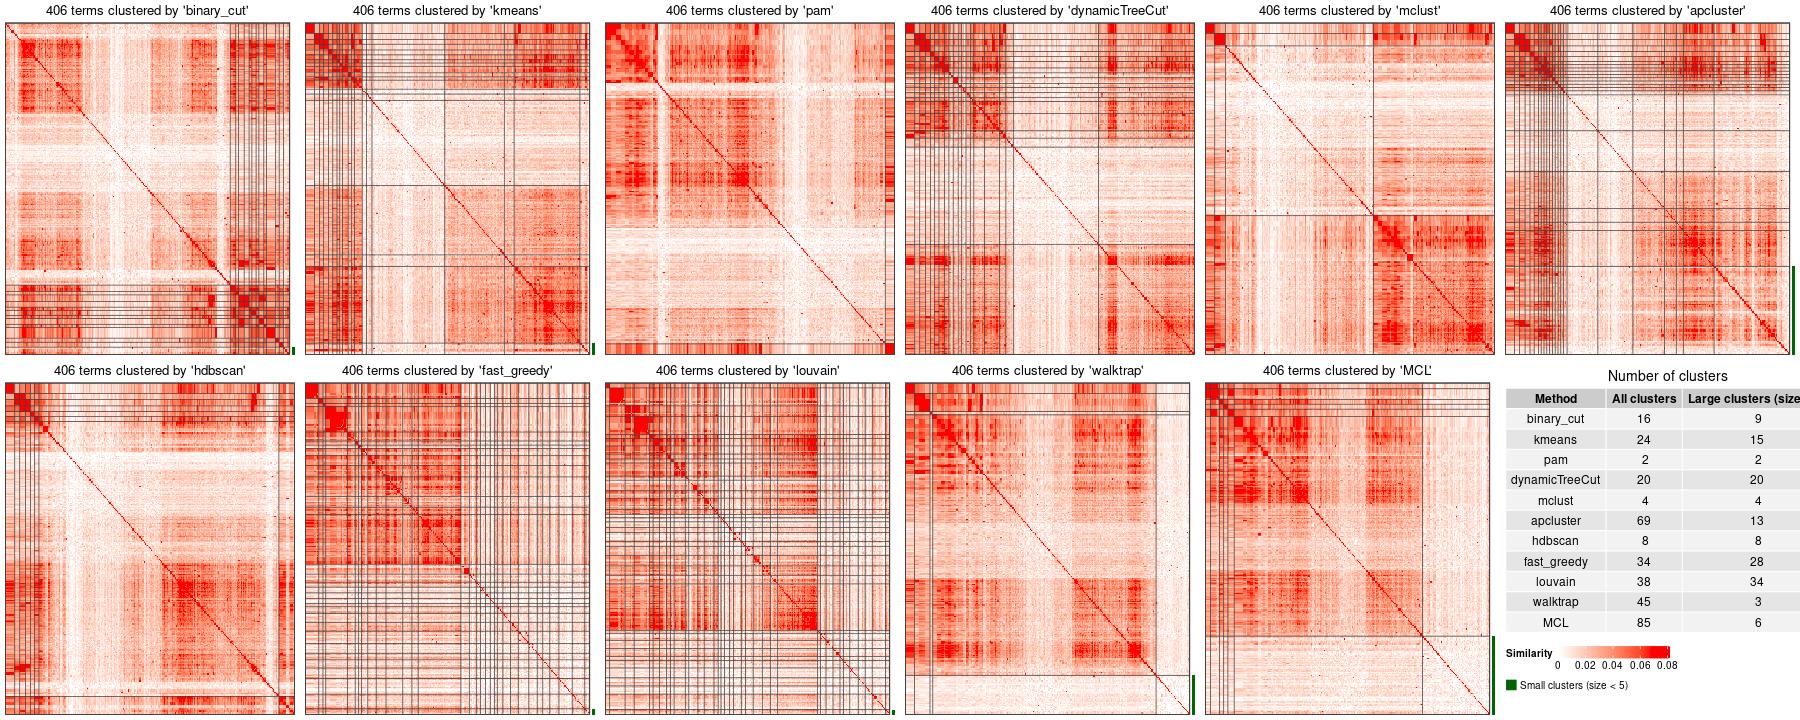 406 terms clustered by 'binary_cut'
406 terms clustered by 'kmeans'
406 terms clustered by 'pam'
406 terms clustered by 'dynamicTreeCut'
406 terms clustered by 'mclust'
406 terms clustered by 'apcluster'
406 terms clustered by 'hdbscan'
406 terms clustered by 'fast_greedy'
406 terms clustered by 'louvain'
406 terms clustered by 'walktrap'
406 terms clustered by 'MCL'
Number of clusters
Method All clusters Large clusters (size
binary_cut 16 9
kmeans 24 15
pam 2 2
dynamicTreeCut 20 20
mclust 4 4
apcluster 69 13
hdbscan 8 8
fast_greedy 34 28
louvain 38 34
walktrap 45 3
MCL 85 6
Similarity
0 0.02 0.04 0.06 0.08
Small clusters (size < 5)